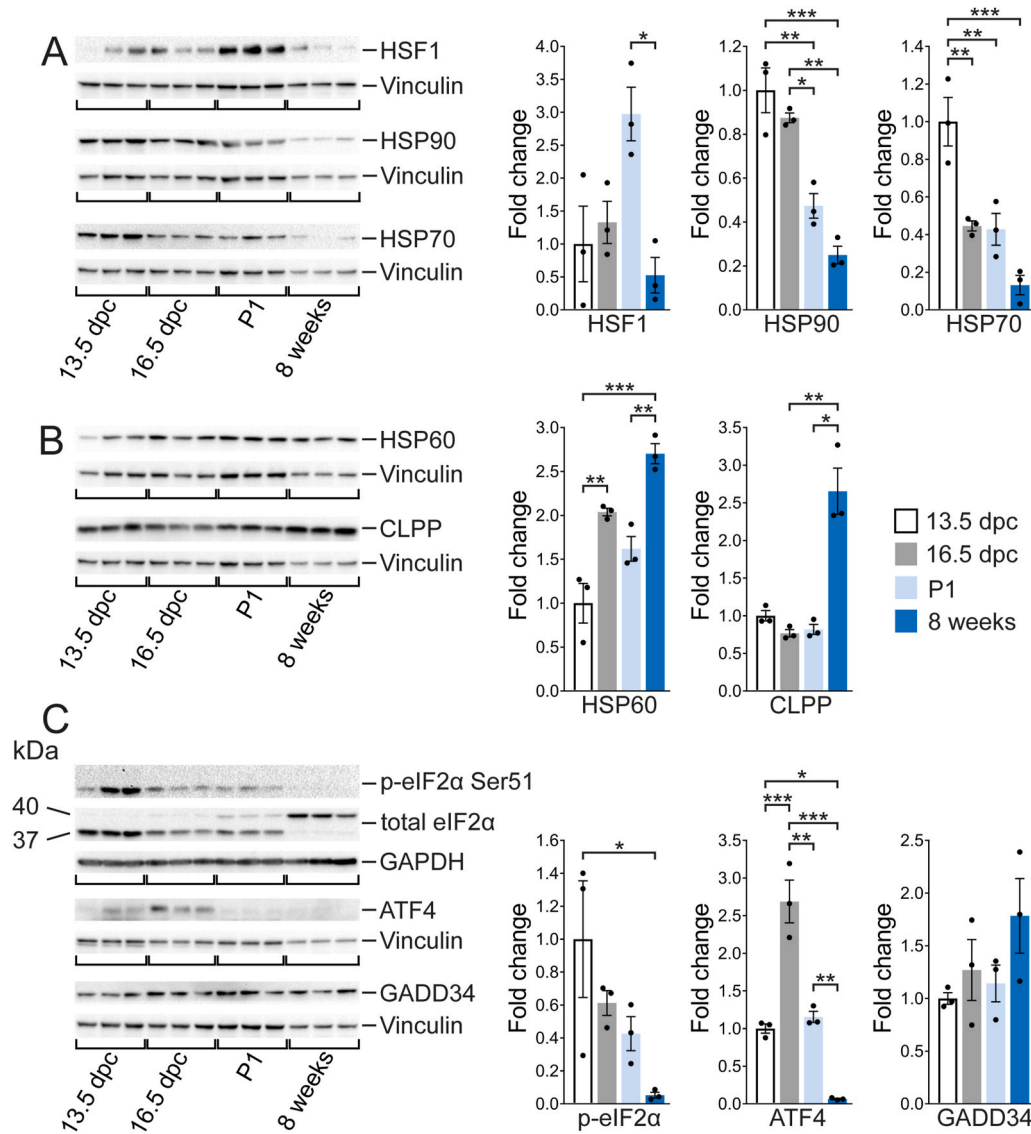 A
HSF1
Vinculin
HSP90
Vinculin
HSP70
Vinculin
13.5 dpc
16.5 dpc
P1
8 weeks
Fold change
4.0
3.5
3.0
2.5
2.0
1.5
1.0
0.5
0.0
*
HSF1
Fold change
1.2
1.0
0.8
0.6
0.4
0.2
0.0
***
**
**
*
HSP90
Fold change
1.4
1.2
1.0
0.8
0.6
0.4
0.2
0.0
***
**
**
HSP70
B
HSP60
Vinculin
CLPP
Vinculin
13.5 dpc
16.5 dpc
P1
8 weeks
Fold change
3.0
2.5
2.0
1.5
1.0
0.5
0.0
***
**
**
HSP60
Fold change
3.5
3.0
2.5
2.0
1.5
1.0
0.5
0.0
**
*
CLPP
13.5 dpc
16.5 dpc
P1
8 weeks
C
kDa
40
37
p-eIF2α Ser51
total eIF2α
GAPDH
ATF4
Vinculin
GADD34
Vinculin
13.5 dpc
16.5 dpc
P1
8 weeks
Fold change
1.6
1.4
1.2
1.0
0.8
0.6
0.4
0.2
0.0
*
p-eIF2α
Fold change
3.5
3.0
2.5
2.0
1.5
1.0
0.5
0.0
*
***
***
**
**
ATF4
Fold change
2.5
2.0
1.5
1.0
0.5
0.0
GADD34